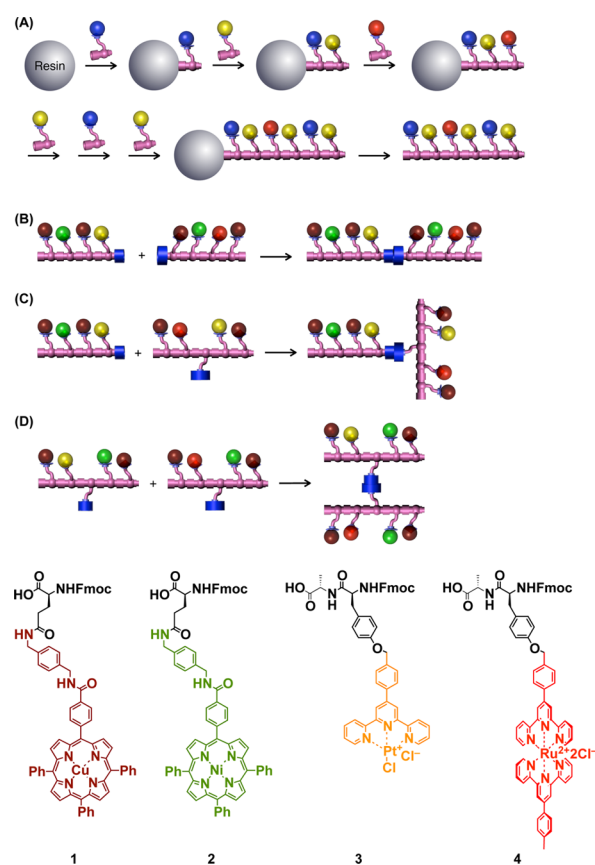 (A)
Resin
(B)
+
(C)
+
(D)
+
HO O NHFmoc
O
HN
HN O
N N
Cu
N N
Ph Ph
Ph
1
HO O NHFmoc
O
HN
HN O
N N
Ni
N N
Ph Ph
Ph
2
HO O N H O NHFmoc
O
N N N
Pt+ Cl−
Cl
3
HO O N H O NHFmoc
O
N N N
Ru2+ 2Cl−
N N N
4